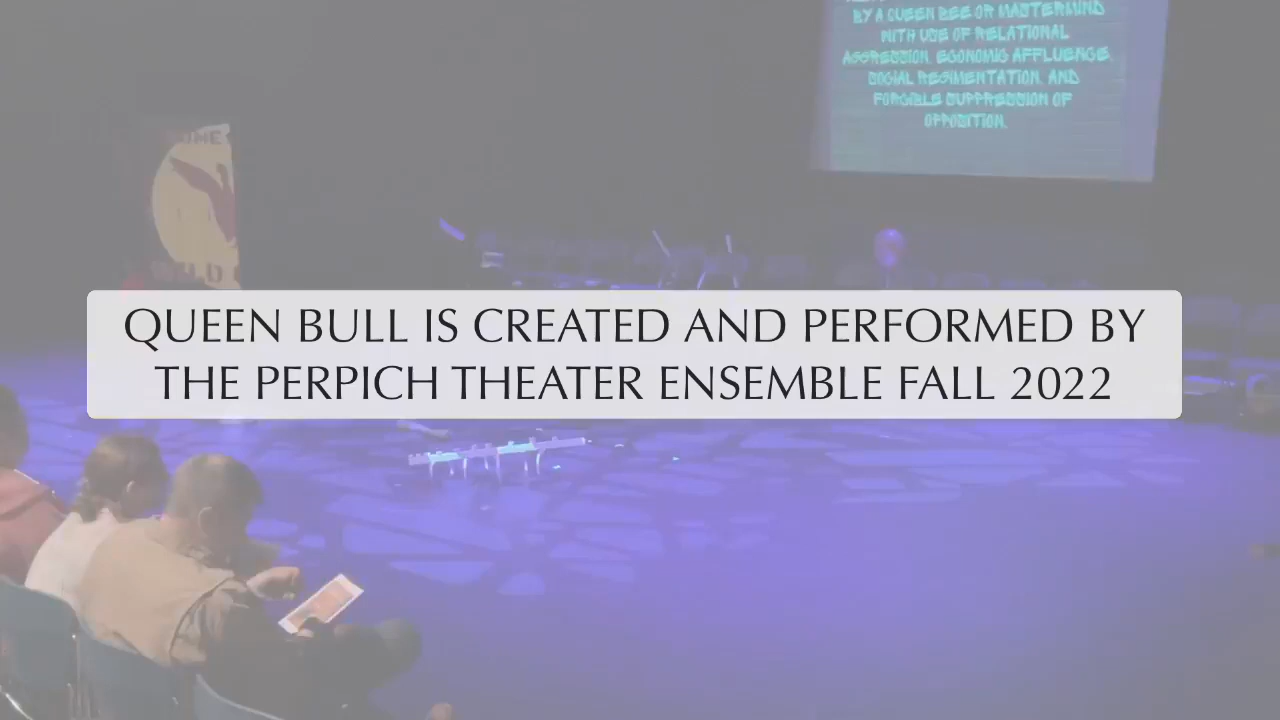 BY A QUEEN BEE OR MASTERMIND
WITH USE OF RELATIONAL
AGGRESSION, ECONOMIC AFFLUENCE,
SOCIAL REGIMENTATION, AND
FORCIBLE SUPPRESSION OF
OPPOSITION.
QUEEN BULL IS CREATED AND PERFORMED BY
THE PERPICH THEATER ENSEMBLE FALL 2022